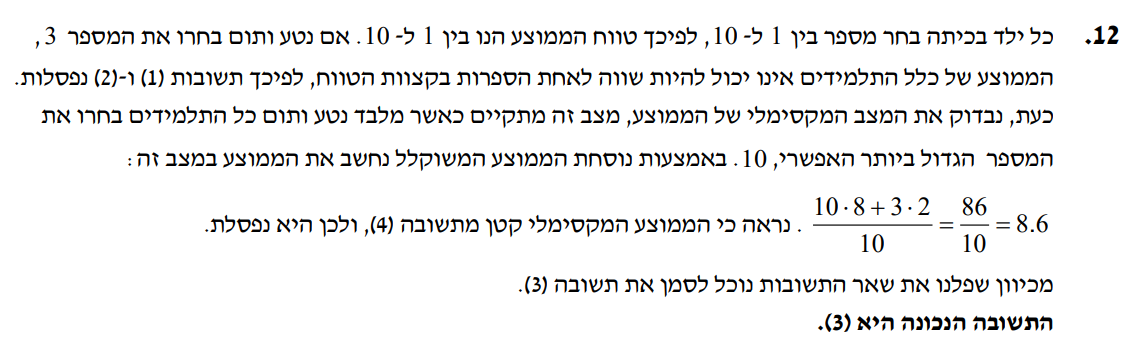 12. כל ילד בכיתה בחר מספר בין 1 ל- 10, לפיכך טווח הממוצע הנו בין 1 ל- 10. אם נטע ותום בחרו את המספר 3,
הממוצע של כלל התלמידים אינו יכול להיות שווה לאחת הספרות בקצוות הטווח, לפיכך תשובות (1) ו-(2) נפסלות.
כעת, נבדוק את המצב המקסימלי של הממוצע, מצב זה מתקיים כאשר מלבד נטע ותום כל התלמידים בחרו את
המספר הגדול ביותר האפשרי, 10. באמצעות נוסחת הממוצע המשוקלל נחשב את הממוצע במצב זה:
\frac{10 \cdot 8 + 3 \cdot 2}{10} = \frac{86}{10} = 8.6 . נראה כי הממוצע המקסימלי קטן מתשובה (4), ולכן היא נפסלת.
מכיוון שפלנו את שאר התשובות נוכל לסמן את תשובה (3).
התשובה הנכונה היא (3).